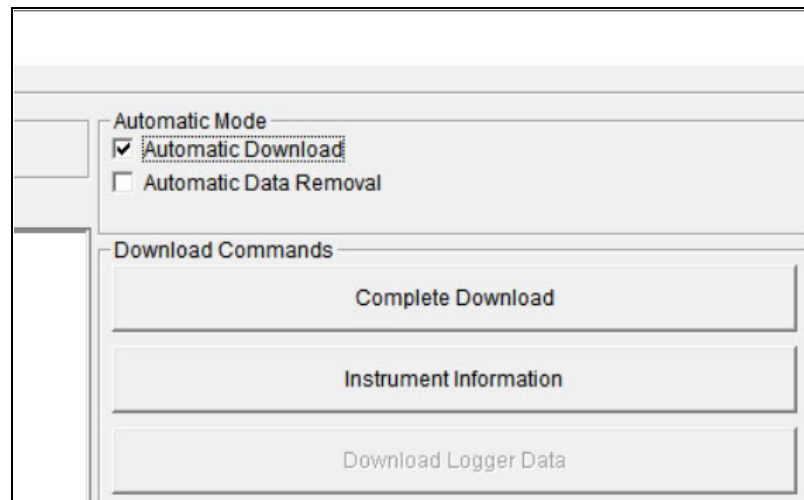 Automatic Mode
Automatic Download
Automatic Data Removal
Download Commands
Complete Download
Instrument Information
Download Logger Data